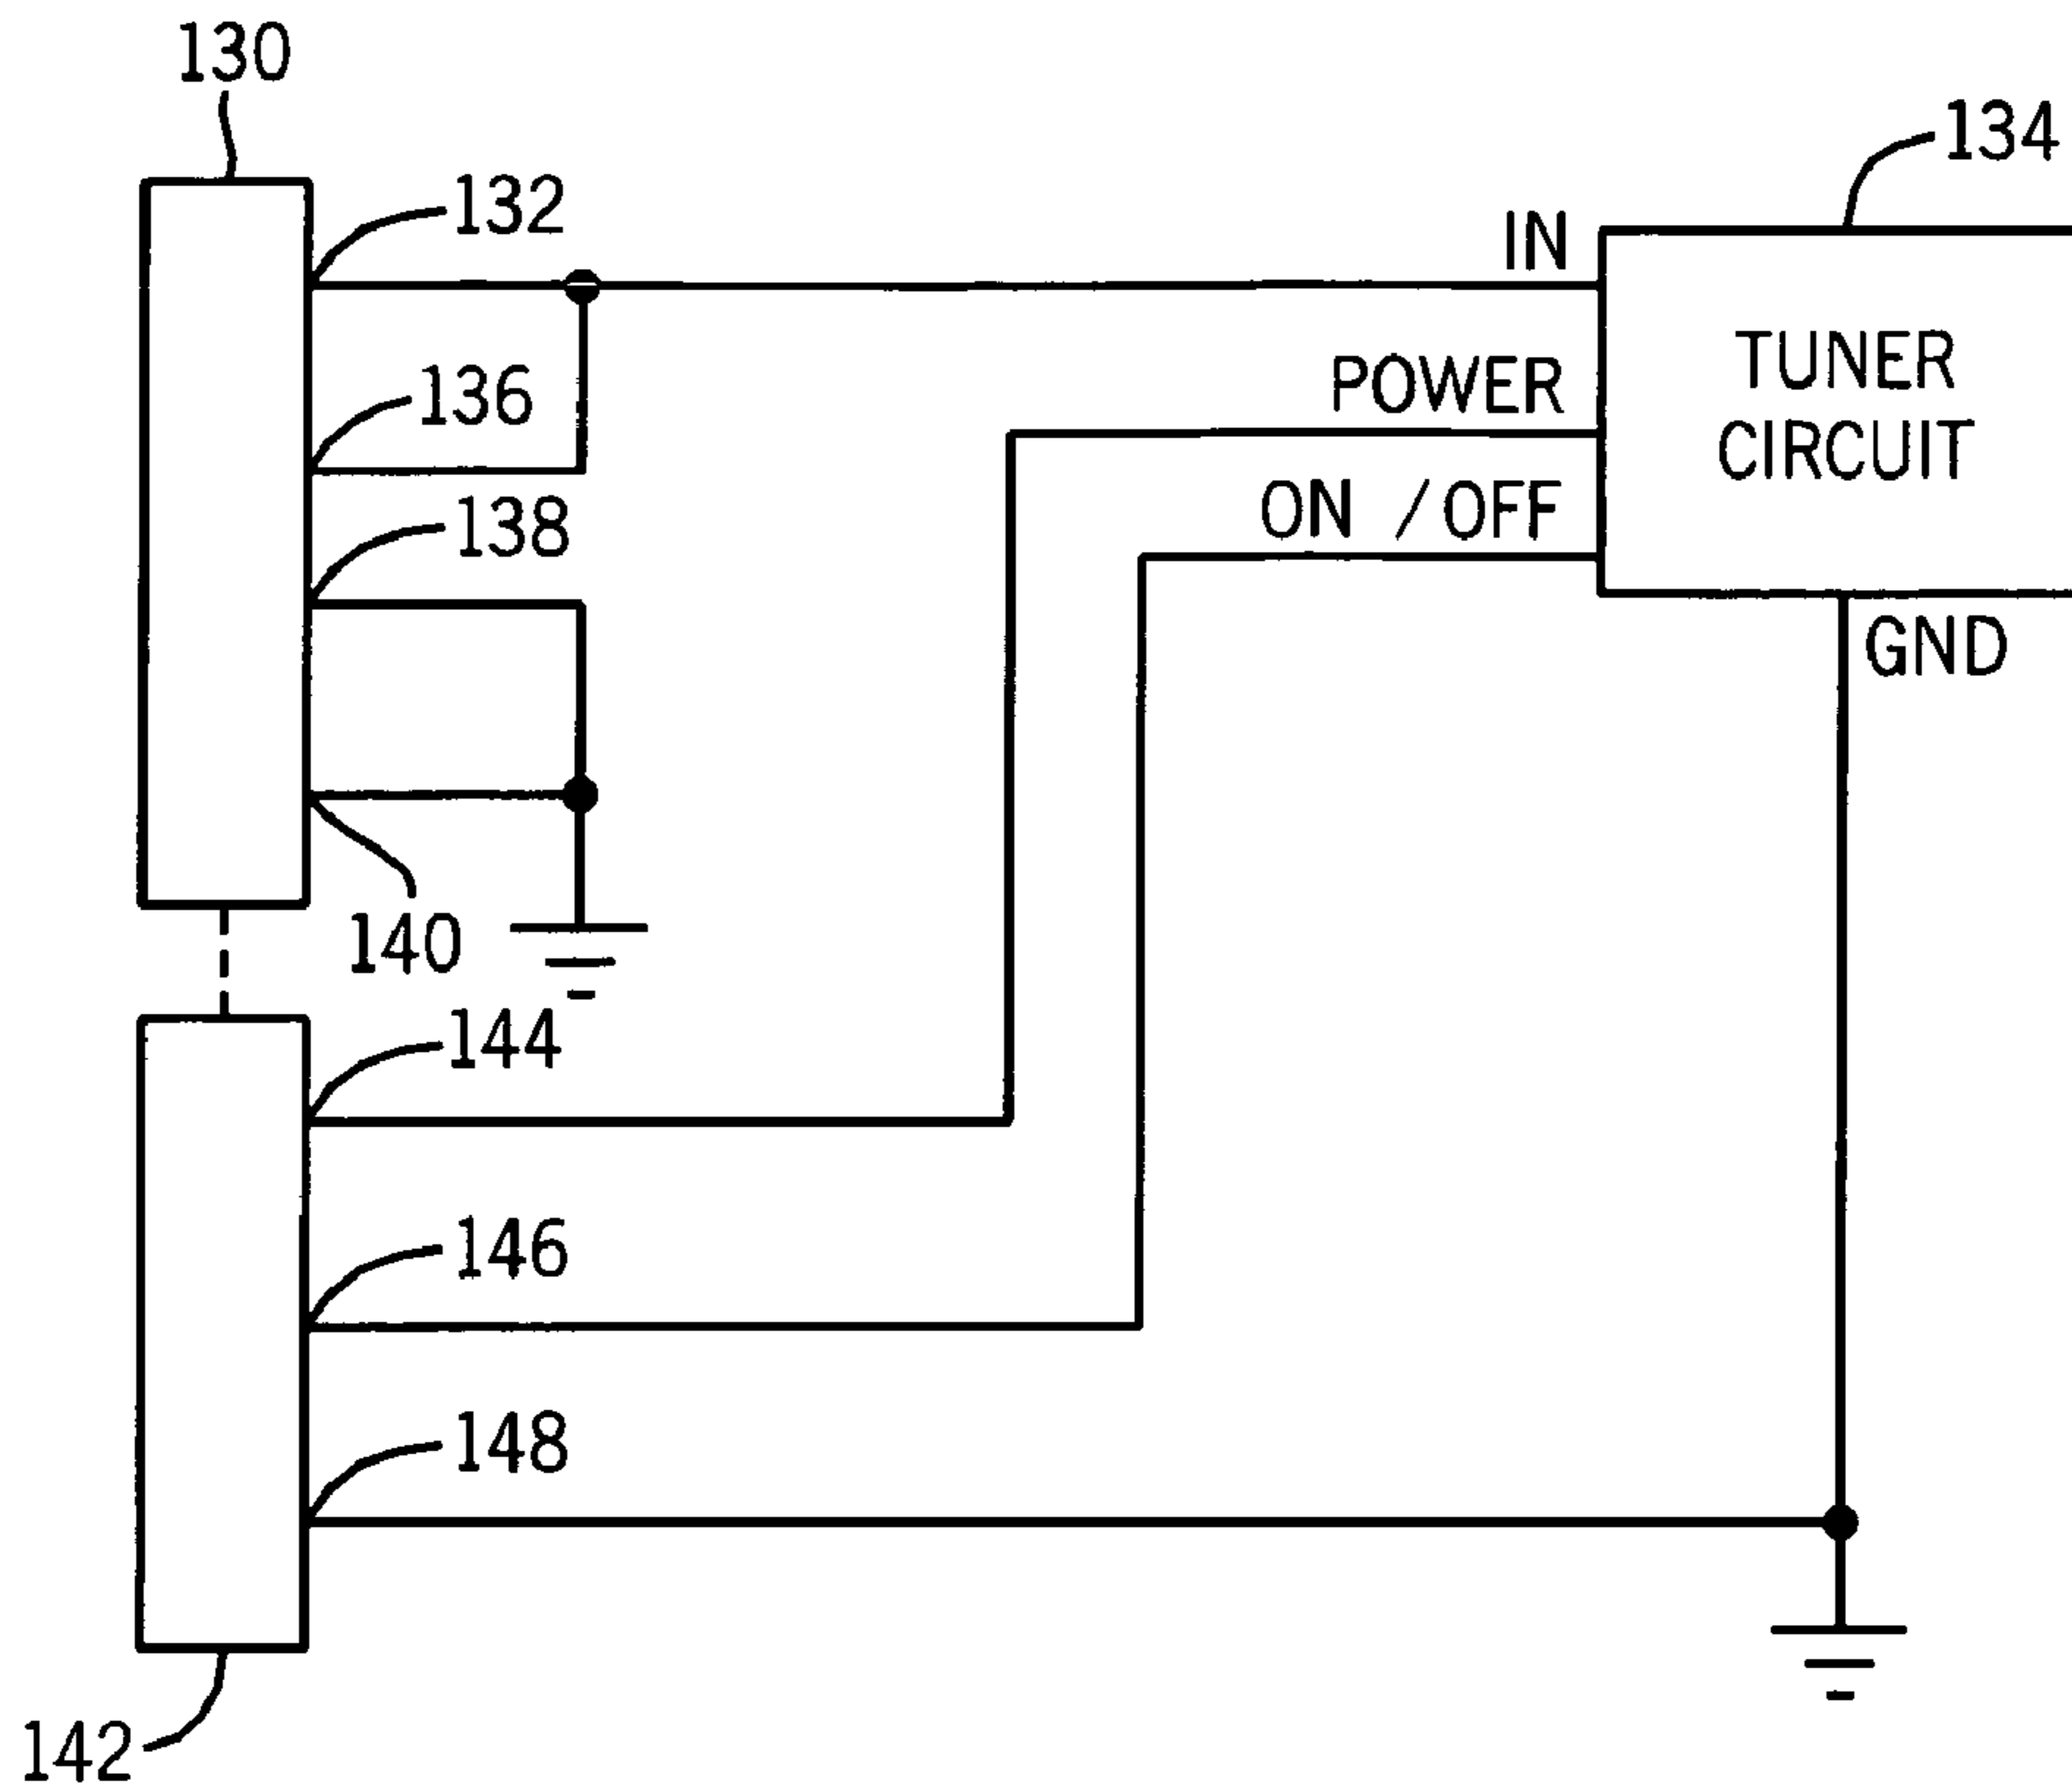 130
134
132
IN
TUNER
CIRCUIT
136
POWER
138
ON / OFF
GND
140
144
146
148
142